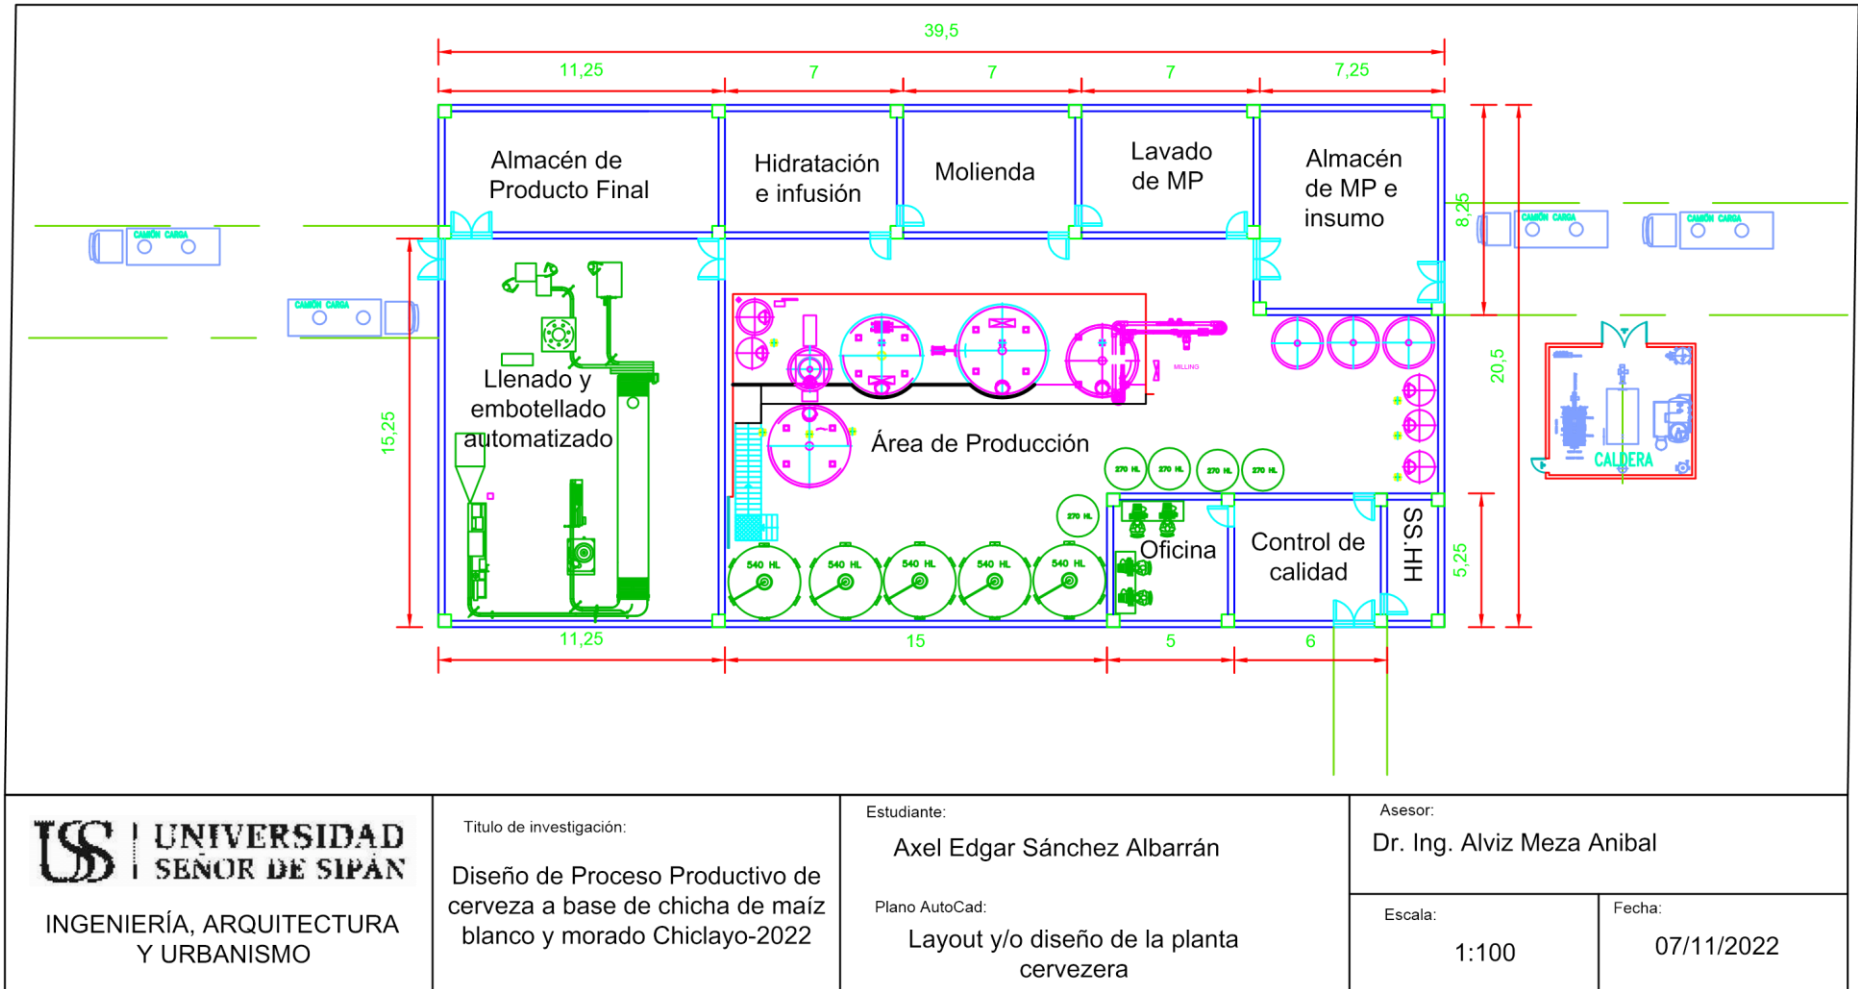 39,5
11,25
7
7
7
7,25
Almacén de
Producto Final
Hidratación
e infusión
Molienda
Lavado
de MP
Almacén
de MP e
insumo
8,25
20,5
15,25
5,25
CAMIÓN CARGA
CAMIÓN CARGA
CAMIÓN CARGA
CAMIÓN CARGA
MILLING
Llenado y
embotellado
automatizado
Área de Producción
CALDERA
270 HL
270 HL
270 HL
270 HL
270 HL
540 HL
540 HL
540 HL
540 HL
540 HL
Oficina
Control de
calidad
SS.HH
11,25
15
5
6
USS
UNIVERSIDAD
SEÑOR DE SIPÁN
INGENIERÍA, ARQUITECTURA
Y URBANISMO
Titulo de investigación:
Diseño de Proceso Productivo de
cerveza a base de chicha de maíz
blanco y morado Chiclayo-2022
Estudiante:
Axel Edgar Sánchez Albarrán
Plano AutoCad:
Layout y/o diseño de la planta
cervezera
Asesor:
Dr. Ing. Alviz Meza Anibal
Escala:
1:100
Fecha:
07/11/2022